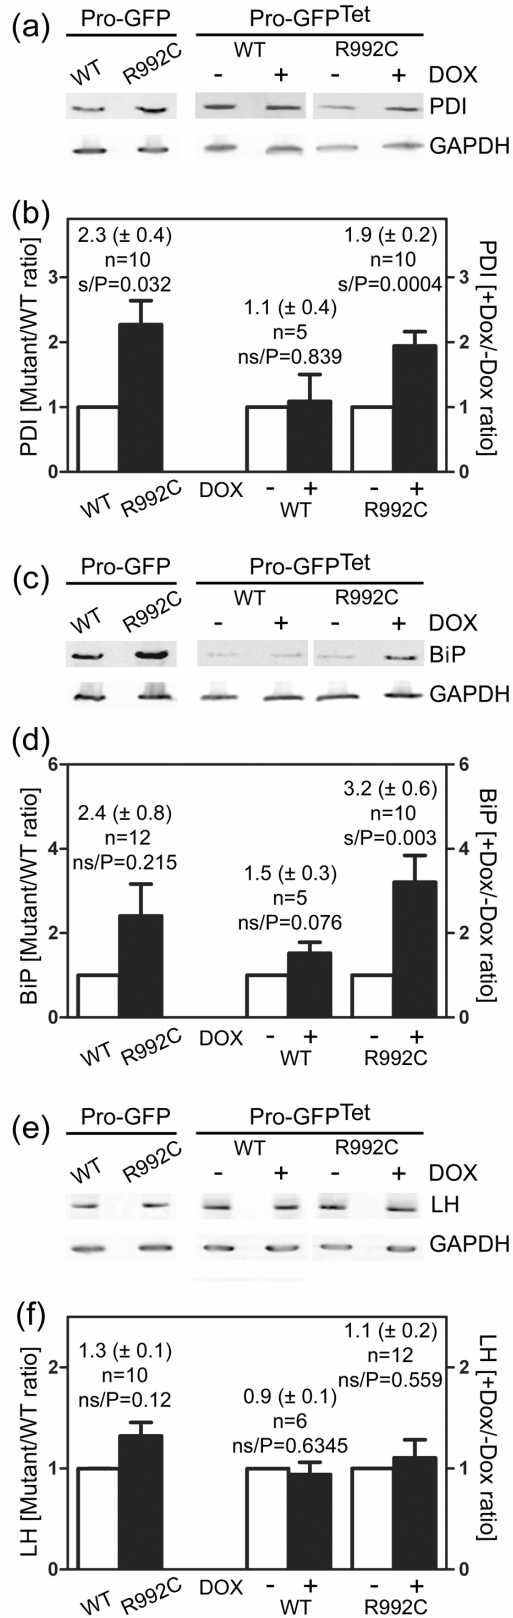 (a) Pro-GFP Pro-GFPTet
WT R992C WT R992C
- + - + DOX
PDI
GAPDH
(b)
2.3 (± 0.4) 1.9 (± 0.2)
n=10 n=10
s/P=0.032 s/P=0.0004
1.1 (± 0.4)
n=5
ns/P=0.839
PDI [Mutant/WT ratio]
PDI [+Dox/-Dox ratio]
3 3
2 2
1 1
0 0
WT R992C DOX - + - +
WT R992C
(c) Pro-GFP Pro-GFPTet
WT R992C WT R992C
- + - + DOX
BiP
GAPDH
(d)
6 6
3.2 (± 0.6)
2.4 (± 0.8) n=10
n=12 s/P=0.003
ns/P=0.215
1.5 (± 0.3)
n=5
ns/P=0.076
BiP [Mutant/WT ratio]
BiP [+Dox/-Dox ratio]
4 4
2 2
0 0
WT R992C DOX - + - +
WT R992C
(e) Pro-GFP Pro-GFPTet
WT R992C WT R992C
- + - + DOX
LH
GAPDH
(f)
1.1 (± 0.2)
1.3 (± 0.1) n=12
n=10 ns/P=0.559
ns/P=0.12
0.9 (± 0.1)
n=6
ns/P=0.6345
LH [Mutant/WT ratio]
LH [+Dox/-Dox ratio]
2 2
1 1
0 0
WT R992C DOX - + - +
WT R992C